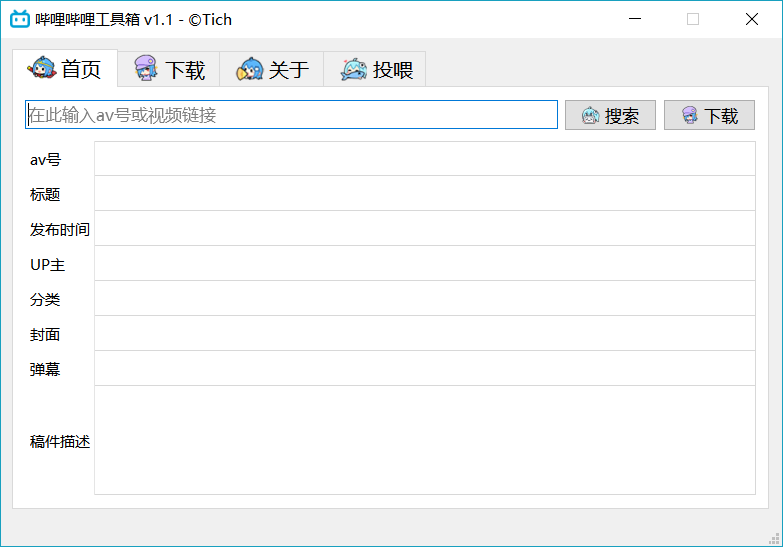 哔哩哔哩工具箱 v1.1 - ©Tich
首页 下载 关于 投喂
在此输入av号或视频链接 搜索 下载
av号
标题
发布时间
UP主
分类
封面
弹幕
稿件描述